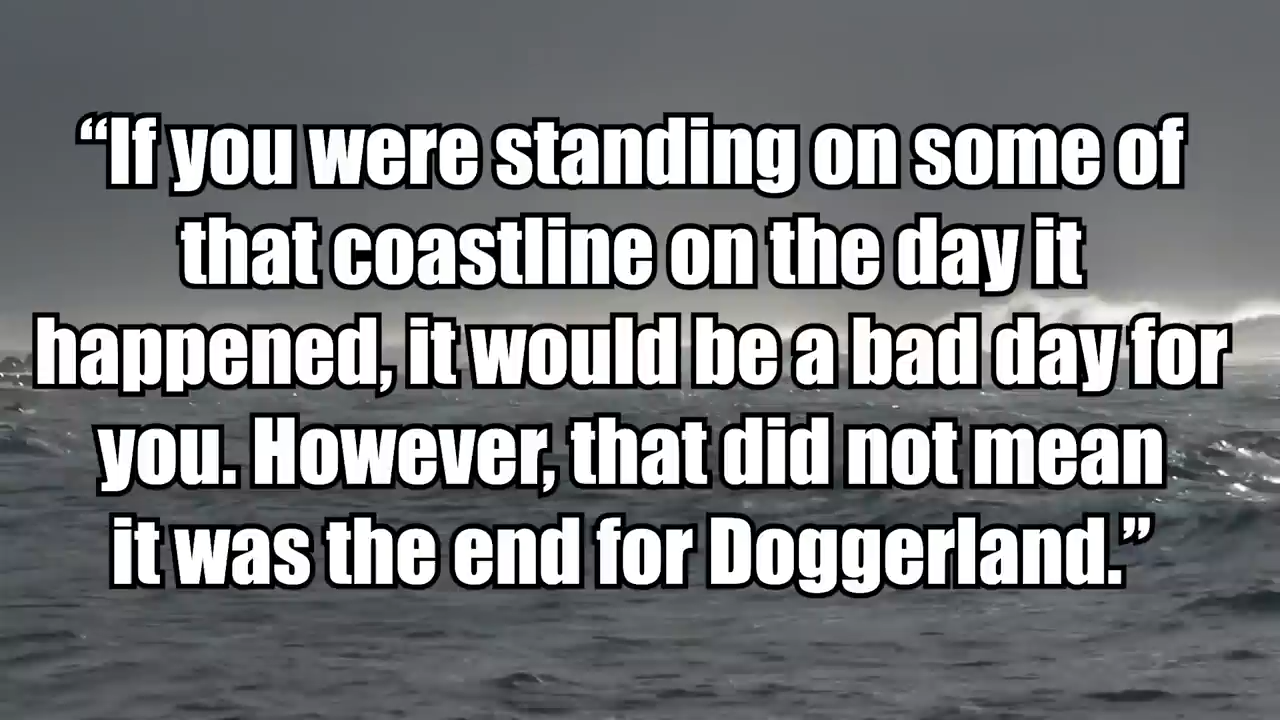 “If you were standing on some of
that coastline on the day it
happened, it would be a bad day for
you. However, that did not mean
it was the end for Doggerland.”